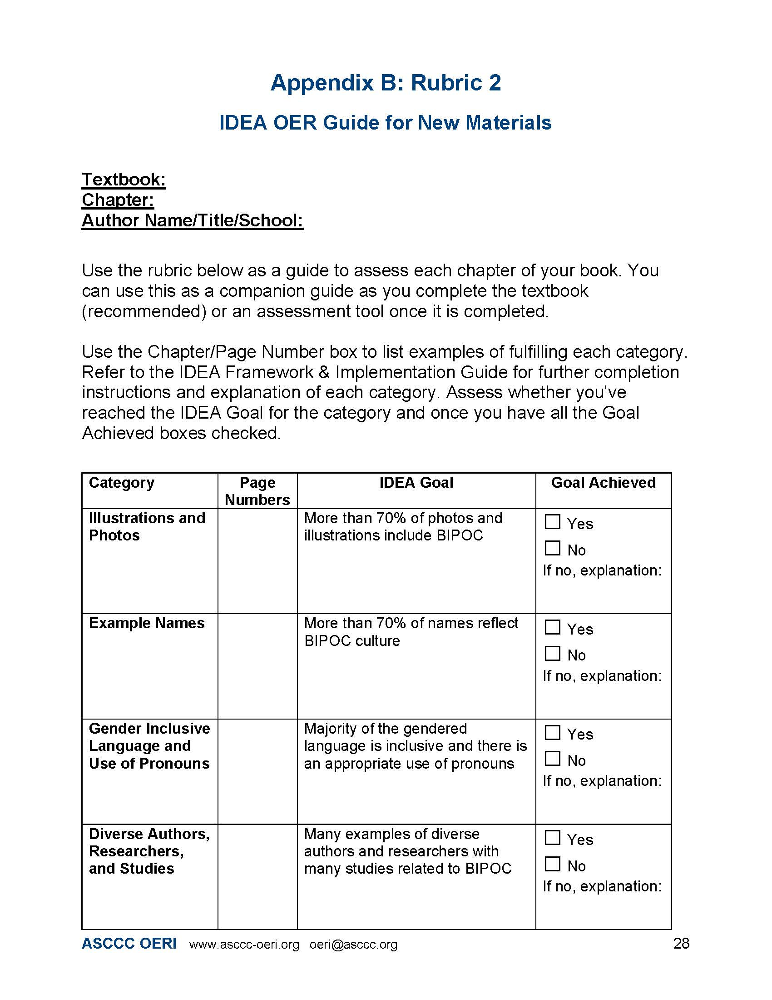 Appendix B: Rubric 2
IDEA OER Guide for New Materials
Textbook:
Chapter:
Author Name/Title/School:
Use the rubric below as a guide to assess each chapter of your book. You
can use this as a companion guide as you complete the textbook
(recommended) or an assessment tool once it is completed.
Use the Chapter/Page Number box to list examples of fulfilling each category.
Refer to the IDEA Framework & Implementation Guide for further completion
instructions and explanation of each category. Assess whether you’ve
reached the IDEA Goal for the category and once you have all the Goal
Achieved boxes checked.
Category
Page
Numbers
IDEA Goal
Goal Achieved
Illustrations and
Photos
More than 70% of photos and
illustrations include BIPOC
Yes
No
If no, explanation:
Example Names
More than 70% of names reflect
BIPOC culture
Yes
No
If no, explanation:
Gender Inclusive
Language and
Use of Pronouns
Majority of the gendered
language is inclusive and there is
an appropriate use of pronouns
Yes
No
If no, explanation:
Diverse Authors,
Researchers,
and Studies
Many examples of diverse
authors and researchers with
many studies related to BIPOC
Yes
No
If no, explanation:
ASCCC OERI www.asccc-oeri.org oeri@asccc.org 28